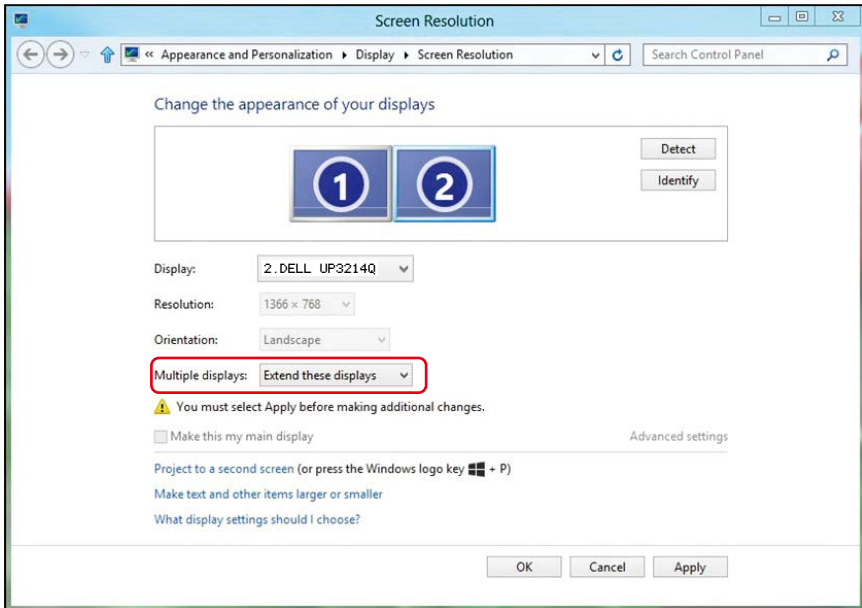 Screen Resolution
« Appearance and Personalization Display Screen Resolution Search Control Panel
Change the appearance of your displays
1 2
Detect
Identify
Display: 2.DELL UP3214Q
Resolution: 1366 × 768
Orientation: Landscape
Multiple displays: Extend these displays
You must select Apply before making additional changes.
Make this my main display Advanced settings
Project to a second screen (or press the Windows logo key + P)
Make text and other items larger or smaller
What display settings should I choose?
OK Cancel Apply